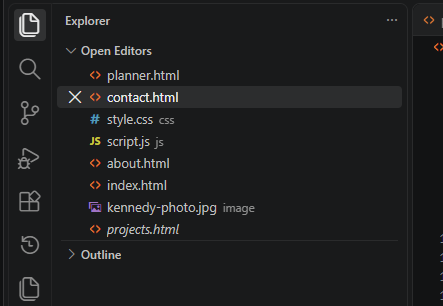 Explorer
Open Editors
planner.html
contact.html
# style.css css
JS script.js js
about.html
index.html
kennedy-photo.jpg image
projects.html
Outline